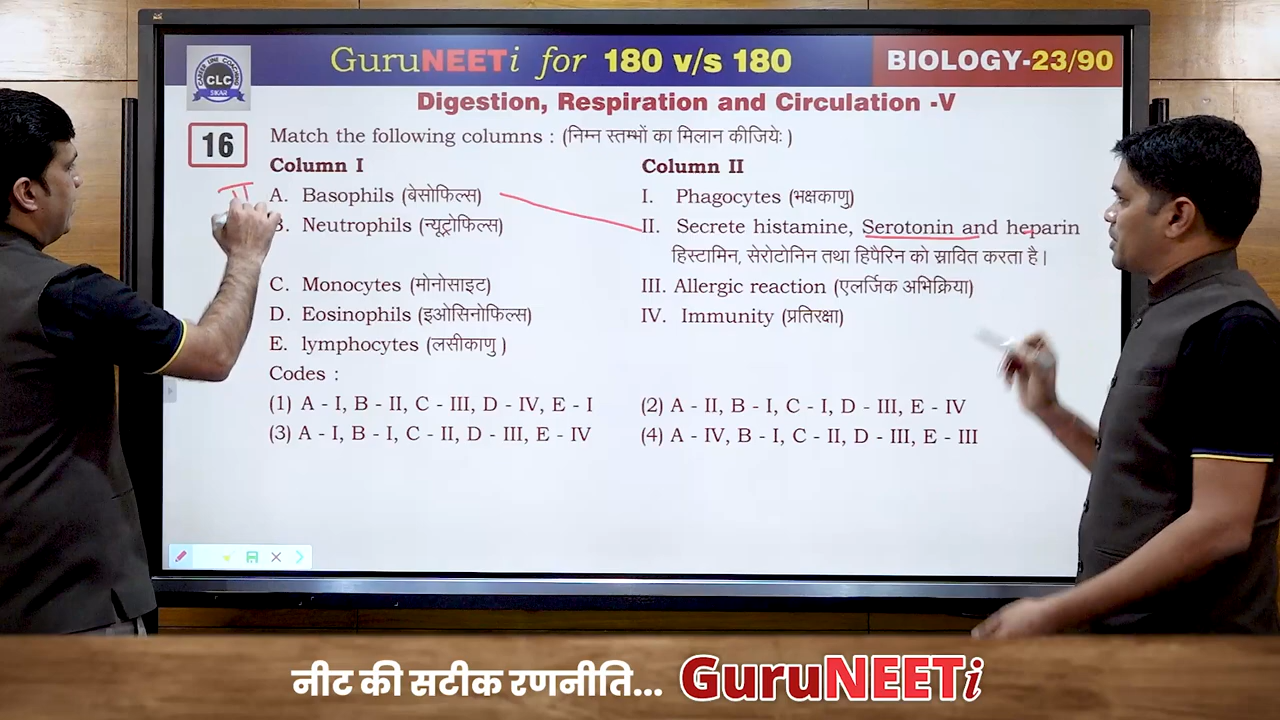 GuruNEETi for 180 v/s 180 BIOLOGY-23/90
CLC
SIKAR
Digestion, Respiration and Circulation -V
16 Match the following columns : (निम्न स्तम्भों का मिलान कीजियेः )
Column I Column II
II A. Basophils (बेसोफिल्स) I. Phagocytes (भक्षकाणु)
B. Neutrophils (न्यूट्रोफिल्स) II. Secrete histamine, Serotonin and heparin
हिस्टामिन, सेरोटोनिन तथा हिपैरिन को स्रावित करता है।
C. Monocytes (मोनोसाइट) III. Allergic reaction (एलर्जिक अभिक्रिया)
D. Eosinophils (इओसिनोफिल्स) IV. Immunity (प्रतिरक्षा)
E. lymphocytes (लसीकाणु )
Codes :
(1) A - I, B - II, C - III, D - IV, E - I (2) A - II, B - I, C - I, D - III, E - IV
(3) A - I, B - I, C - II, D - III, E - IV (4) A - IV, B - I, C - II, D - III, E - III
नीट की सटीक रणनीति... GuruNEETi